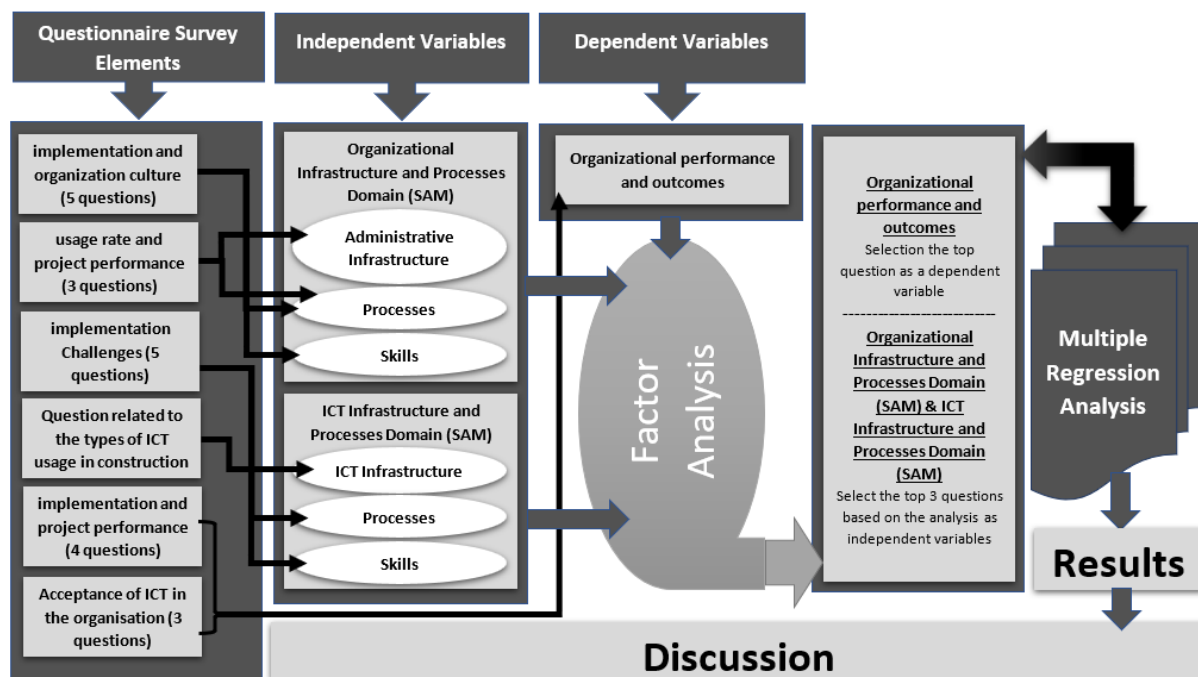 Questionnaire Survey
Elements
Independent Variables
Dependent Variables
implementation and
organization culture
(5 questions)
usage rate and
project performance
(3 questions)
implementation
Challenges (5
questions)
Question related to
the types of ICT
usage in construction
implementation and
project performance
(4 questions)
Acceptance of ICT in
the organisation (3
questions)
Organizational
Infrastructure and Processes
Domain (SAM)
Administrative
Infrastructure
Processes
Skills
ICT Infrastructure and
Processes Domain (SAM)
ICT Infrastructure
Processes
Skills
Organizational performance
and outcomes
Factor
Analysis
Organizational
performance and
outcomes
Selection the top
question as a dependent
variable
------------------------------
Organizational
Infrastructure and
Processes Domain
(SAM) & ICT
Infrastructure and
Processes Domain
(SAM)
Select the top 3 questions
based on the analysis as
independent variables
Multiple
Regression
Analysis
Results
Discussion